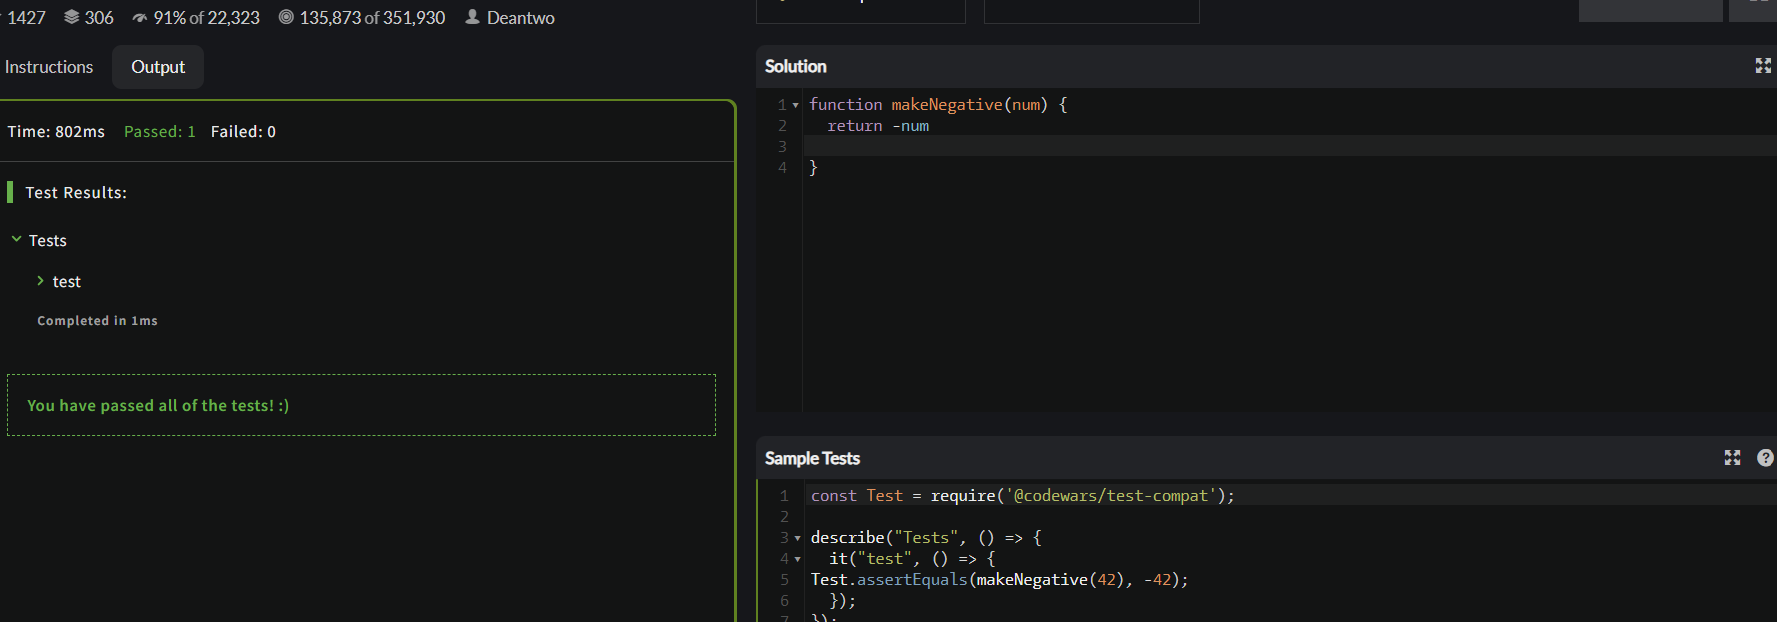 1427 306 91% of 22,323 135,873 of 351,930 Deantwo
Instructions Output
Time: 802ms Passed: 1 Failed: 0
Test Results:
Tests
test
Completed in 1ms
You have passed all of the tests! :)
Solution
1 function makeNegative(num) {
2 return -num
3
4 }
Sample Tests
?
1 const Test = require('@codewars/test-compat');
2
3 describe("Tests", () => {
4 it("test", () => {
5 Test.assertEquals(makeNegative(42), -42);
6 });
7 });